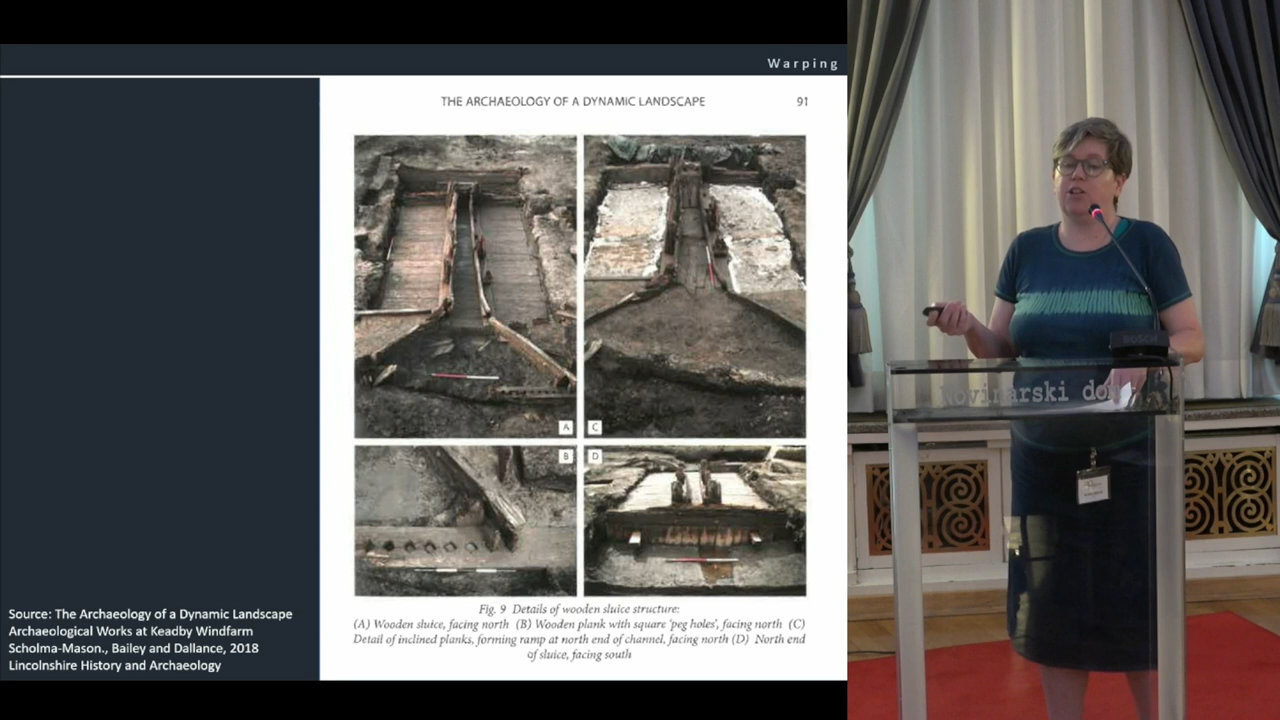 Warping
THE ARCHAEOLOGY OF A DYNAMIC LANDSCAPE 91
A C
B D
Fig. 9 Details of wooden sluice structure:
(A) Wooden sluice, facing north (B) Wooden plank with square 'peg holes', facing north (C)
Detail of inclined planks, forming ramp at north end of channel, facing north (D) North end
of sluice, facing south
Source: The Archaeology of a Dynamic Landscape
Archaeological Works at Keadby Windfarm
Scholma-Mason., Bailey and Dallance, 2018
Lincolnshire History and Archaeology
BOSCH
Novinarski dom